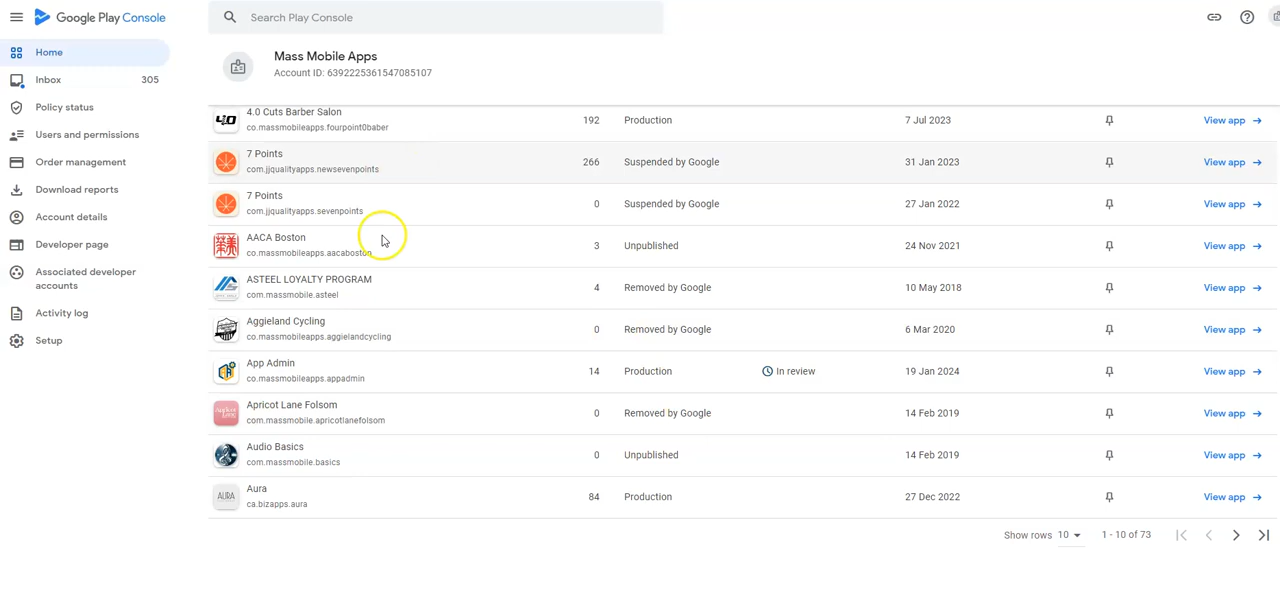 Google Play Console
Search Play Console
Home
Inbox 305
Policy status
Users and permissions
Order management
Download reports
Account details
Developer page
Associated developer
accounts
Activity log
Setup
Mass Mobile Apps
Account ID: 6392225361547085107
4.0 Cuts Barber Salon
co.massmobileapps.fourpoint0baber
192 Production 7 Jul 2023 View app
7 Points
com.jjqualityapps.newsevenpoints
266 Suspended by Google 31 Jan 2023 View app
7 Points
com.jjqualityapps.sevenpoints
0 Suspended by Google 27 Jan 2022 View app
AACA Boston
co.massmobileapps.aacaboston
3 Unpublished 24 Nov 2021 View app
ASTEEL LOYALTY PROGRAM
com.massmobile.asteel
4 Removed by Google 10 May 2018 View app
Aggieland Cycling
co.massmobileapps.aggielandcycling
0 Removed by Google 6 Mar 2020 View app
App Admin
co.massmobileapps.appadmin
14 Production In review 19 Jan 2024 View app
Apricot Lane Folsom
com.massmobile.apricotlanefolsom
0 Removed by Google 14 Feb 2019 View app
Audio Basics
com.massmobile.basics
0 Unpublished 14 Feb 2019 View app
AURA
Aura
ca.bizapps.aura
84 Production 27 Dec 2022 View app
Show rows 10 1 - 10 of 73